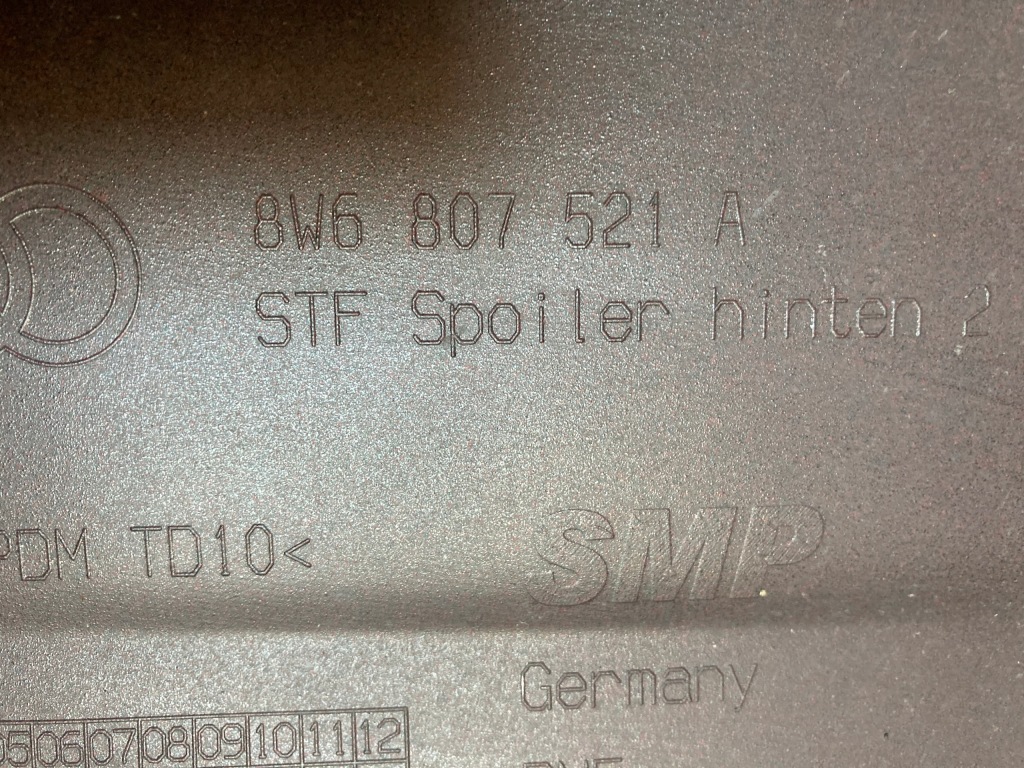 8W6 807 521 A
STF Spoiler hinten 2
PDM TD10<
SMP
Germany
05 06 07 08 09 10 11 12